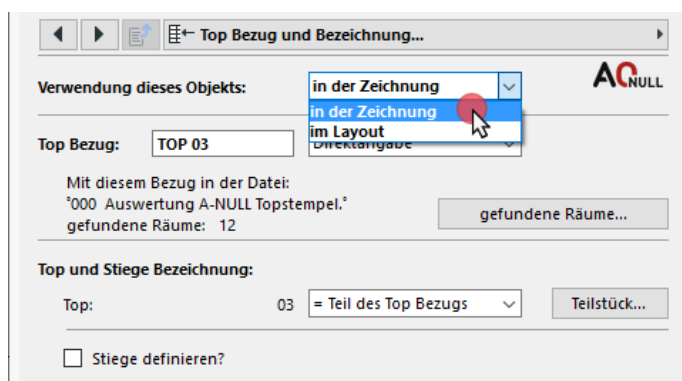 Top Bezug und Bezeichnung...
A NULL
Verwendung dieses Objekts: in der Zeichnung
in der Zeichnung
im Layout
Top Bezug: TOP 03 Direktangabe
Mit diesem Bezug in der Datei:
"000 Auswertung A-NULL Topstempel."
gefundene Räume: 12
gefundene Räume...
Top und Stiege Bezeichnung:
Top: 03 = Teil des Top Bezugs Teilstück...
Stiege definieren?